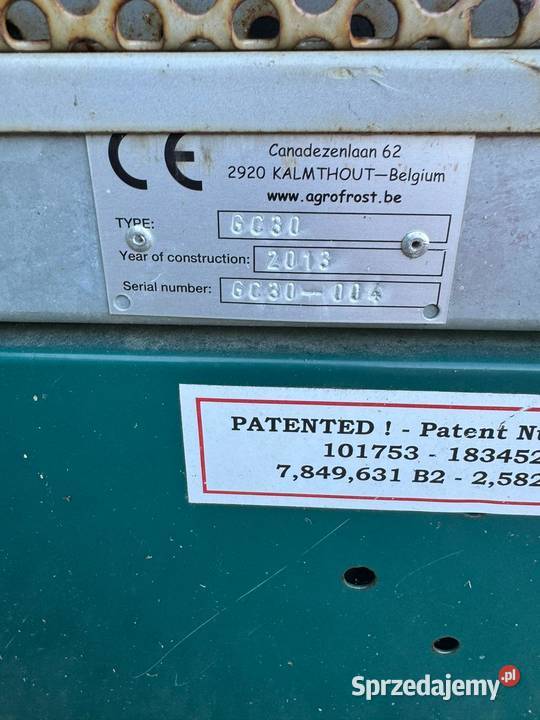 CE
Canadezenlaan 62
2920 KALMTHOUT—Belgium
www.agrofrost.be
TYPE: GC30
Year of construction: 2013
Serial number: GC30-004
PATENTED ! - Patent Nu
101753 - 183452
7,849,631 B2 - 2,582
Sprzedajemy.pl